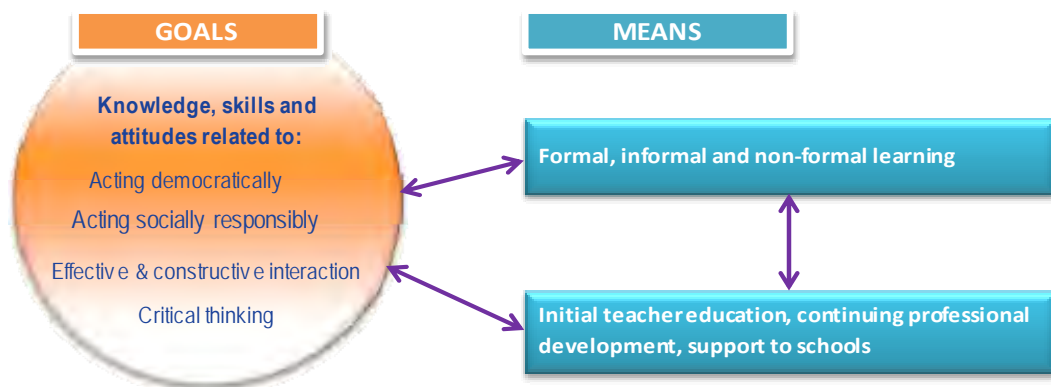 GOALS
MEANS
Knowledge, skills and
attitudes related to:
Acting democratically
Acting socially responsibly
Effective & constructive interaction
Critical thinking
Formal, informal and non-formal learning
Initial teacher education, continuing professional
development, support to schools